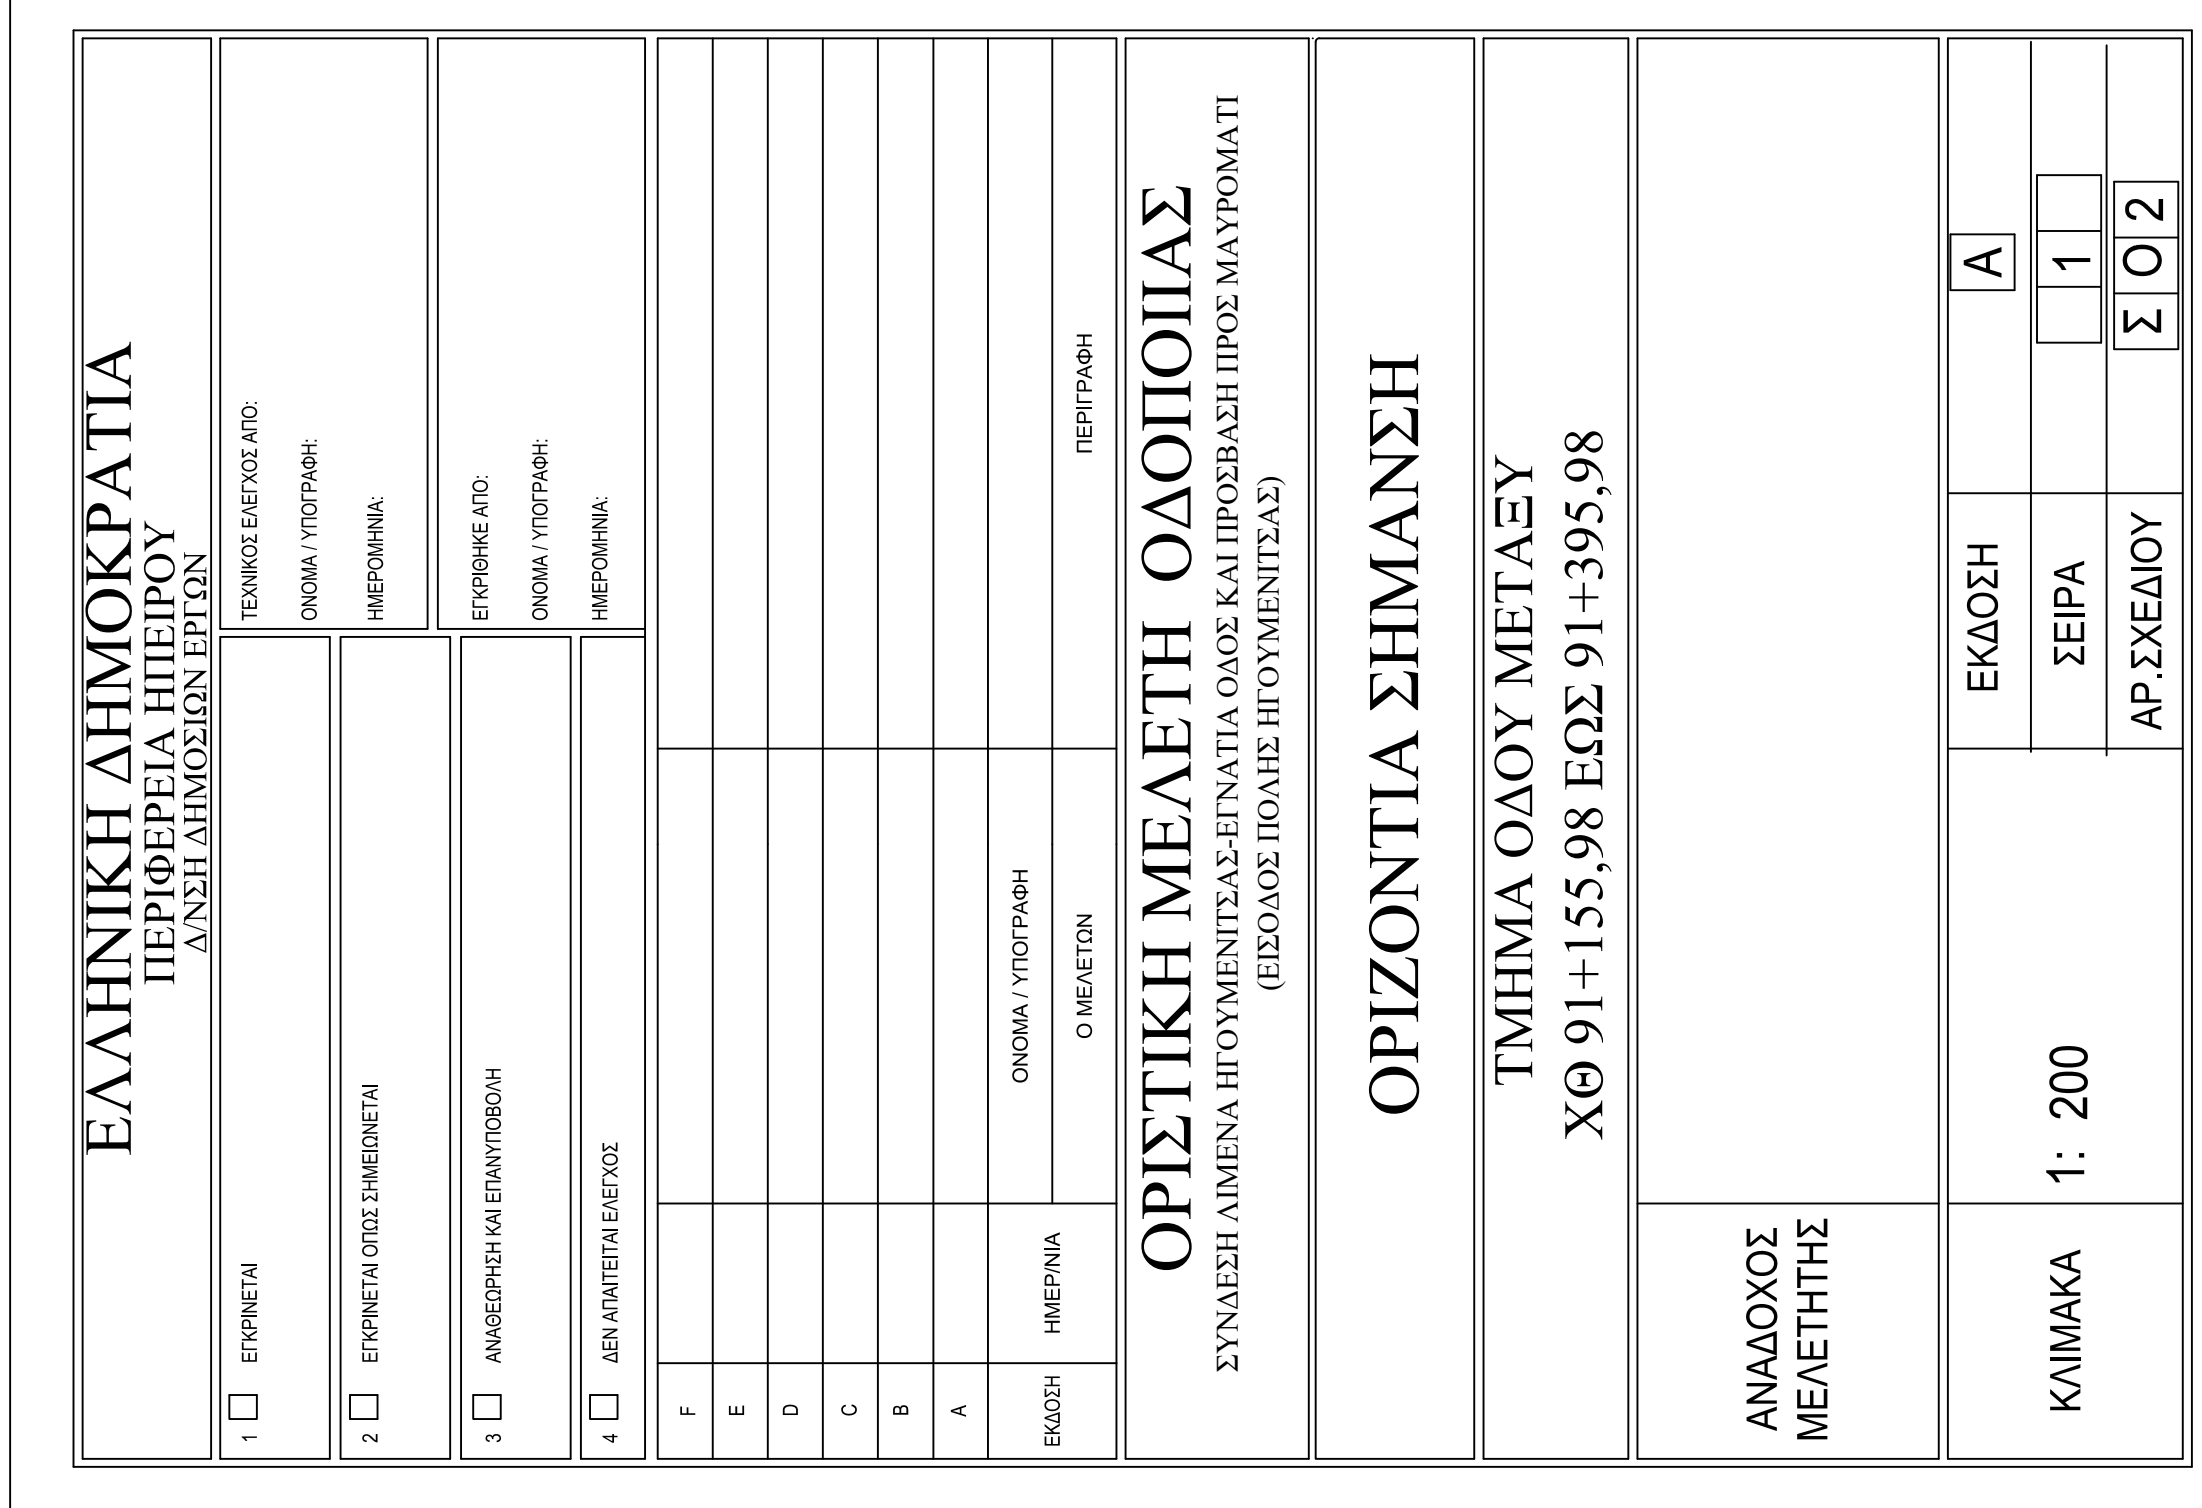 ΕΛΛΗΝΙΚΗ ΔΗΜΟΚΡΑΤΙΑ
ΠΕΡΙΦΕΡΕΙΑ ΗΠΕΙΡΟΥ
Δ/ΝΣΗ ΔΗΜΟΣΙΩΝ ΕΡΓΩΝ
1 ΕΓΚΡΙΝΕΤΑΙ
2 ΕΓΚΡΙΝΕΤΑΙ ΟΠΩΣ ΣΗΜΕΙΩΝΕΤΑΙ
3 ΑΝΑΘΕΩΡΗΣΗ ΚΑΙ ΕΠΑΝΥΠΟΒΟΛΗ
4 ΔΕΝ ΑΠΑΙΤΕΙΤΑΙ ΕΛΕΓΧΟΣ
ΤΕΧΝΙΚΟΣ ΕΛΕΓΧΟΣ ΑΠΟ:
ΟΝΟΜΑ / ΥΠΟΓΡΑΦΗ:
ΗΜΕΡΟΜΗΝΙΑ:
ΕΓΚΡΙΘΗΚΕ ΑΠΟ:
ΟΝΟΜΑ / ΥΠΟΓΡΑΦΗ:
ΗΜΕΡΟΜΗΝΙΑ:
F
E
D
C
B
A
ΕΚΔΟΣΗ ΗΜΕΡ/ΝΙΑ ΟΝΟΜΑ / ΥΠΟΓΡΑΦΗ
Ο ΜΕΛΕΤΩΝ ΠΕΡΙΓΡΑΦΗ
ΟΡΙΣΤΙΚΗ ΜΕΛΕΤΗ ΟΔΟΠΟΙΙΑΣ
ΣΥΝΔΕΣΗ ΛΙΜΕΝΑ ΗΓΟΥΜΕΝΙΤΣΑΣ-ΕΓΝΑΤΙΑ ΟΔΟΣ ΚΑΙ ΠΡΟΣΒΑΣΗ ΠΡΟΣ ΜΑΥΡΟΜΑΤΙ
(ΕΙΣΟΔΟΣ ΠΟΛΗΣ ΗΓΟΥΜΕΝΙΤΣΑΣ)
ΟΡΙΖΟΝΤΙΑ ΣΗΜΑΝΣΗ
ΤΜΗΜΑ ΟΔΟΥ ΜΕΤΑΞΥ
ΧΘ 91+155,98 ΕΩΣ 91+395,98
ΑΝΑΔΟΧΟΣ
ΜΕΛΕΤΗΤΗΣ
ΚΛΙΜΑΚΑ 1: 200
ΕΚΔΟΣΗ Α
ΣΕΙΡΑ 1
ΑΡ.ΣΧΕΔΙΟΥ Σ Ο 2